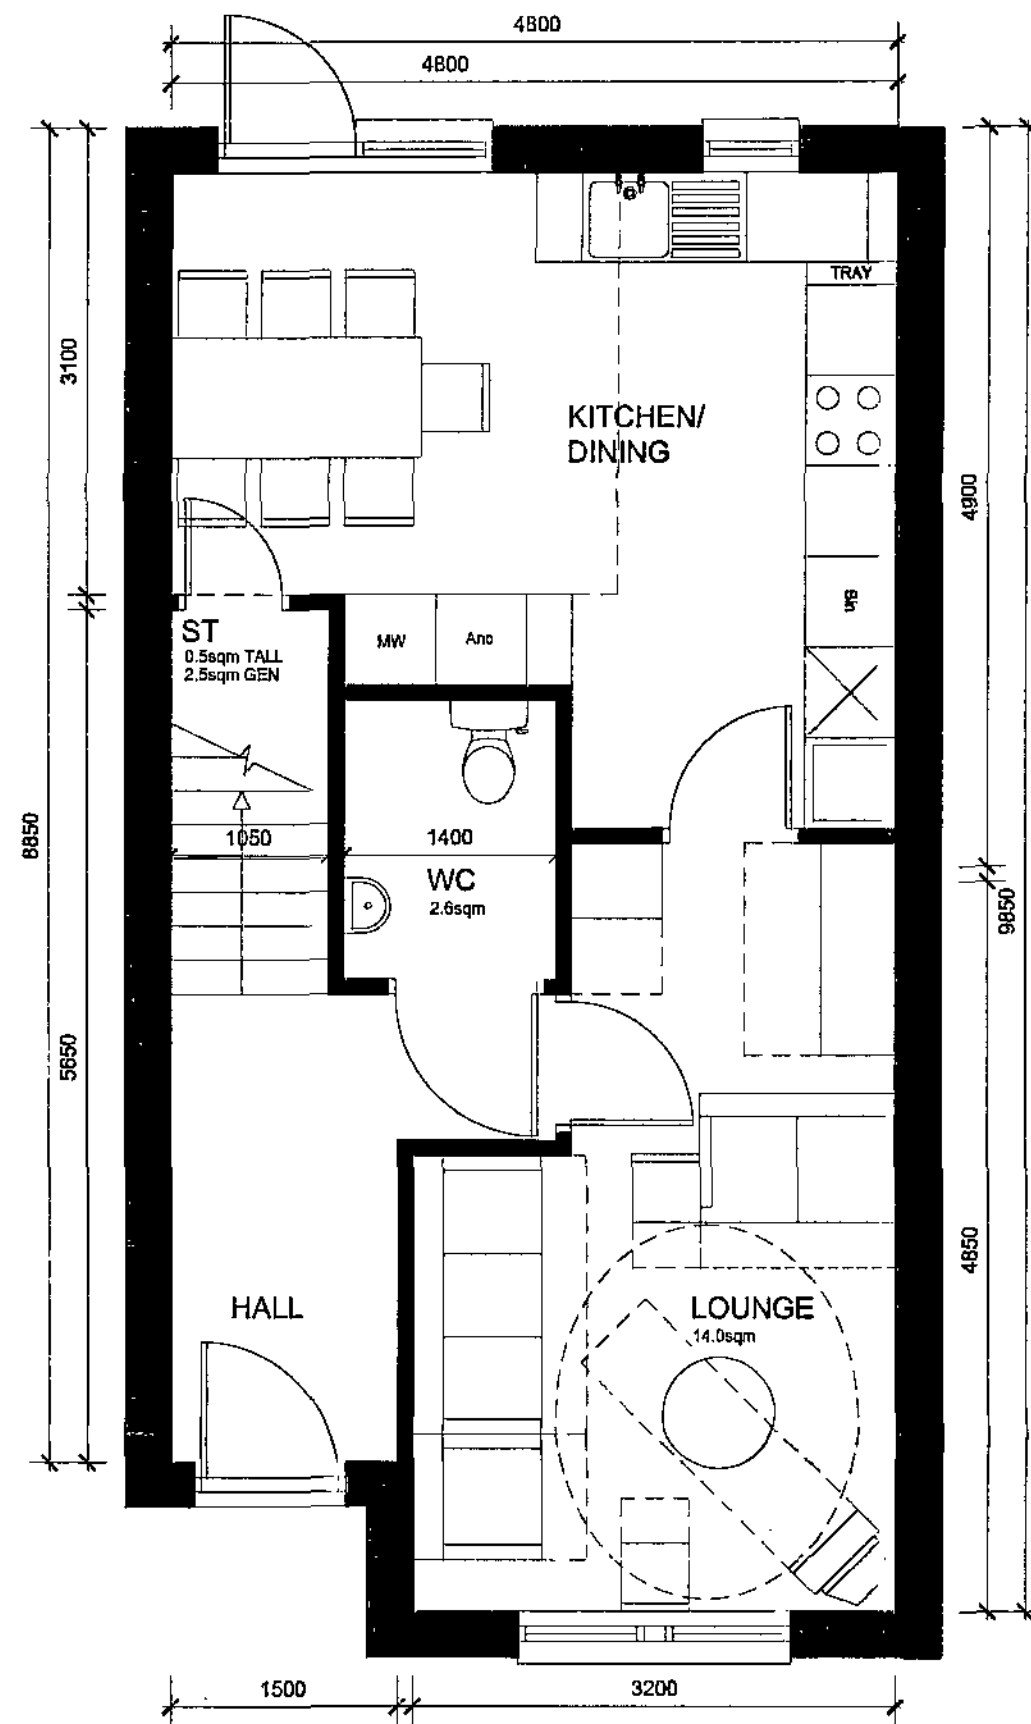 4800
4800
TRAY
3100
KITCHEN/
DINING
4900
Bin
ST
0.5sqm TALL
2.5sqm GEN
MW
Anc
8850
1050
1400
WC
2.6sqm
9850
5650
4850
HALL
LOUNGE
14.0sqm
1500
3200